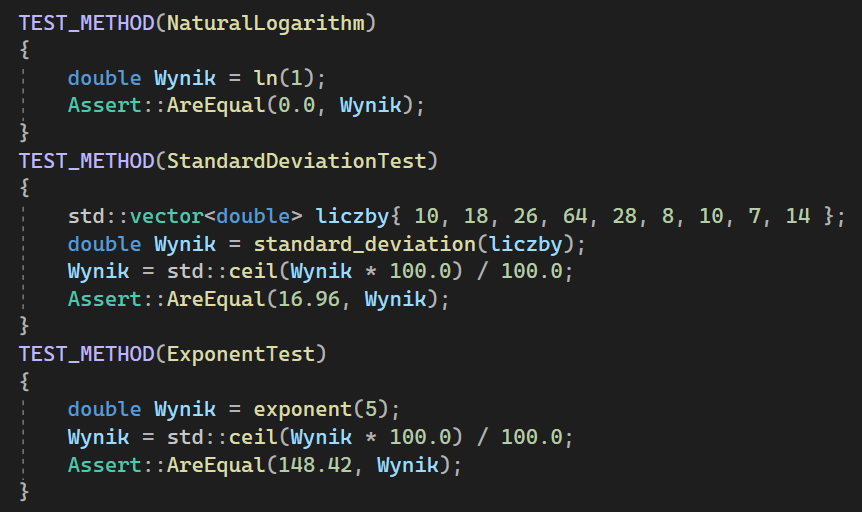 TEST_METHOD(NaturalLogarithm)
{
    double Wynik = ln(1);
    Assert::AreEqual(0.0, Wynik);
}
TEST_METHOD(StandardDeviationTest)
{
    std::vector<double> liczby{ 10, 18, 26, 64, 28, 8, 10, 7, 14 };
    double Wynik = standard_deviation(liczby);
    Wynik = std::ceil(Wynik * 100.0) / 100.0;
    Assert::AreEqual(16.96, Wynik);
}
TEST_METHOD(ExponentTest)
{
    double Wynik = exponent(5);
    Wynik = std::ceil(Wynik * 100.0) / 100.0;
    Assert::AreEqual(148.42, Wynik);
}